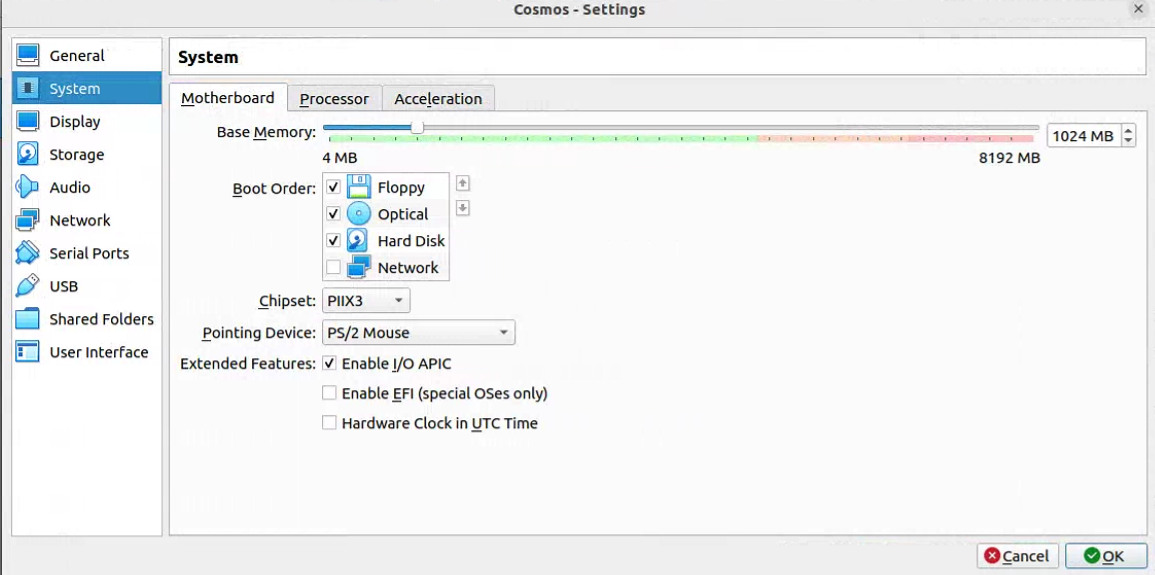 Cosmos - Settings
General
System
Display
Storage
Audio
Network
Serial Ports
USB
Shared Folders
User Interface
System
Motherboard
Processor
Acceleration
Base Memory:
1024 MB
4 MB
8192 MB
Boot Order:
Floppy
Optical
Hard Disk
Network
Chipset:
PIIX3
Pointing Device:
PS/2 Mouse
Extended Features:
Enable I/O APIC
Enable EFI (special OSes only)
Hardware Clock in UTC Time
Cancel
OK